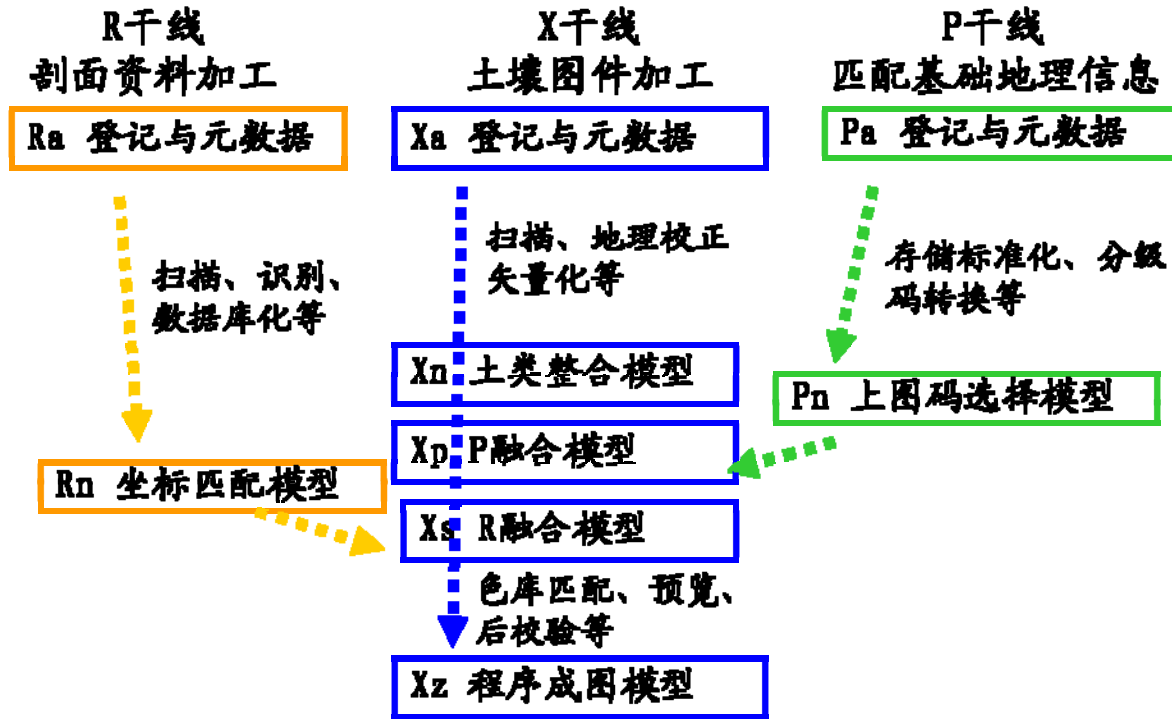 R干线
剖面资料加工
Ra 登记与元数据
扫描、识别、
数据库化等
Rn 坐标匹配模型
X干线
土壤图件加工
Xa 登记与元数据
扫描、地理校正
矢量化等
Xn 土类整合模型
Xp P融合模型
Xs R融合模型
色库匹配、预览、
后校验等
Xz 程序成图模型
P干线
匹配基础地理信息
Pa 登记与元数据
存储标准化、分级
码转换等
Pn 上图码选择模型